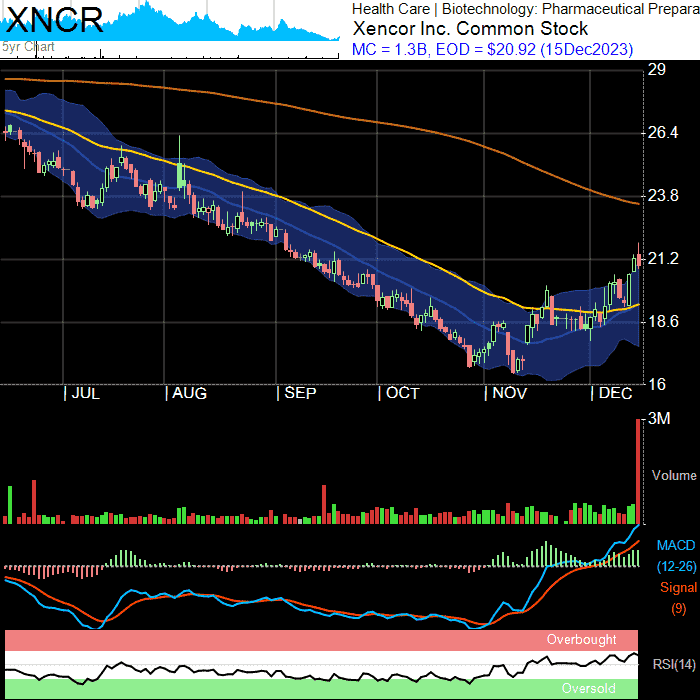 XNCR
5yr Chart
Health Care | Biotechnology: Pharmaceutical Prepara
Xencor Inc. Common Stock
MC = 1.3B, EOD = $20.92 (15Dec2023)
29
26.4
23.8
21.2
18.6
16
| JUL | AUG | SEP | OCT | NOV | DEC
3M
Volume
MACD
(12-26)
Signal
(9)
Overbought
RSI(14)
Oversold